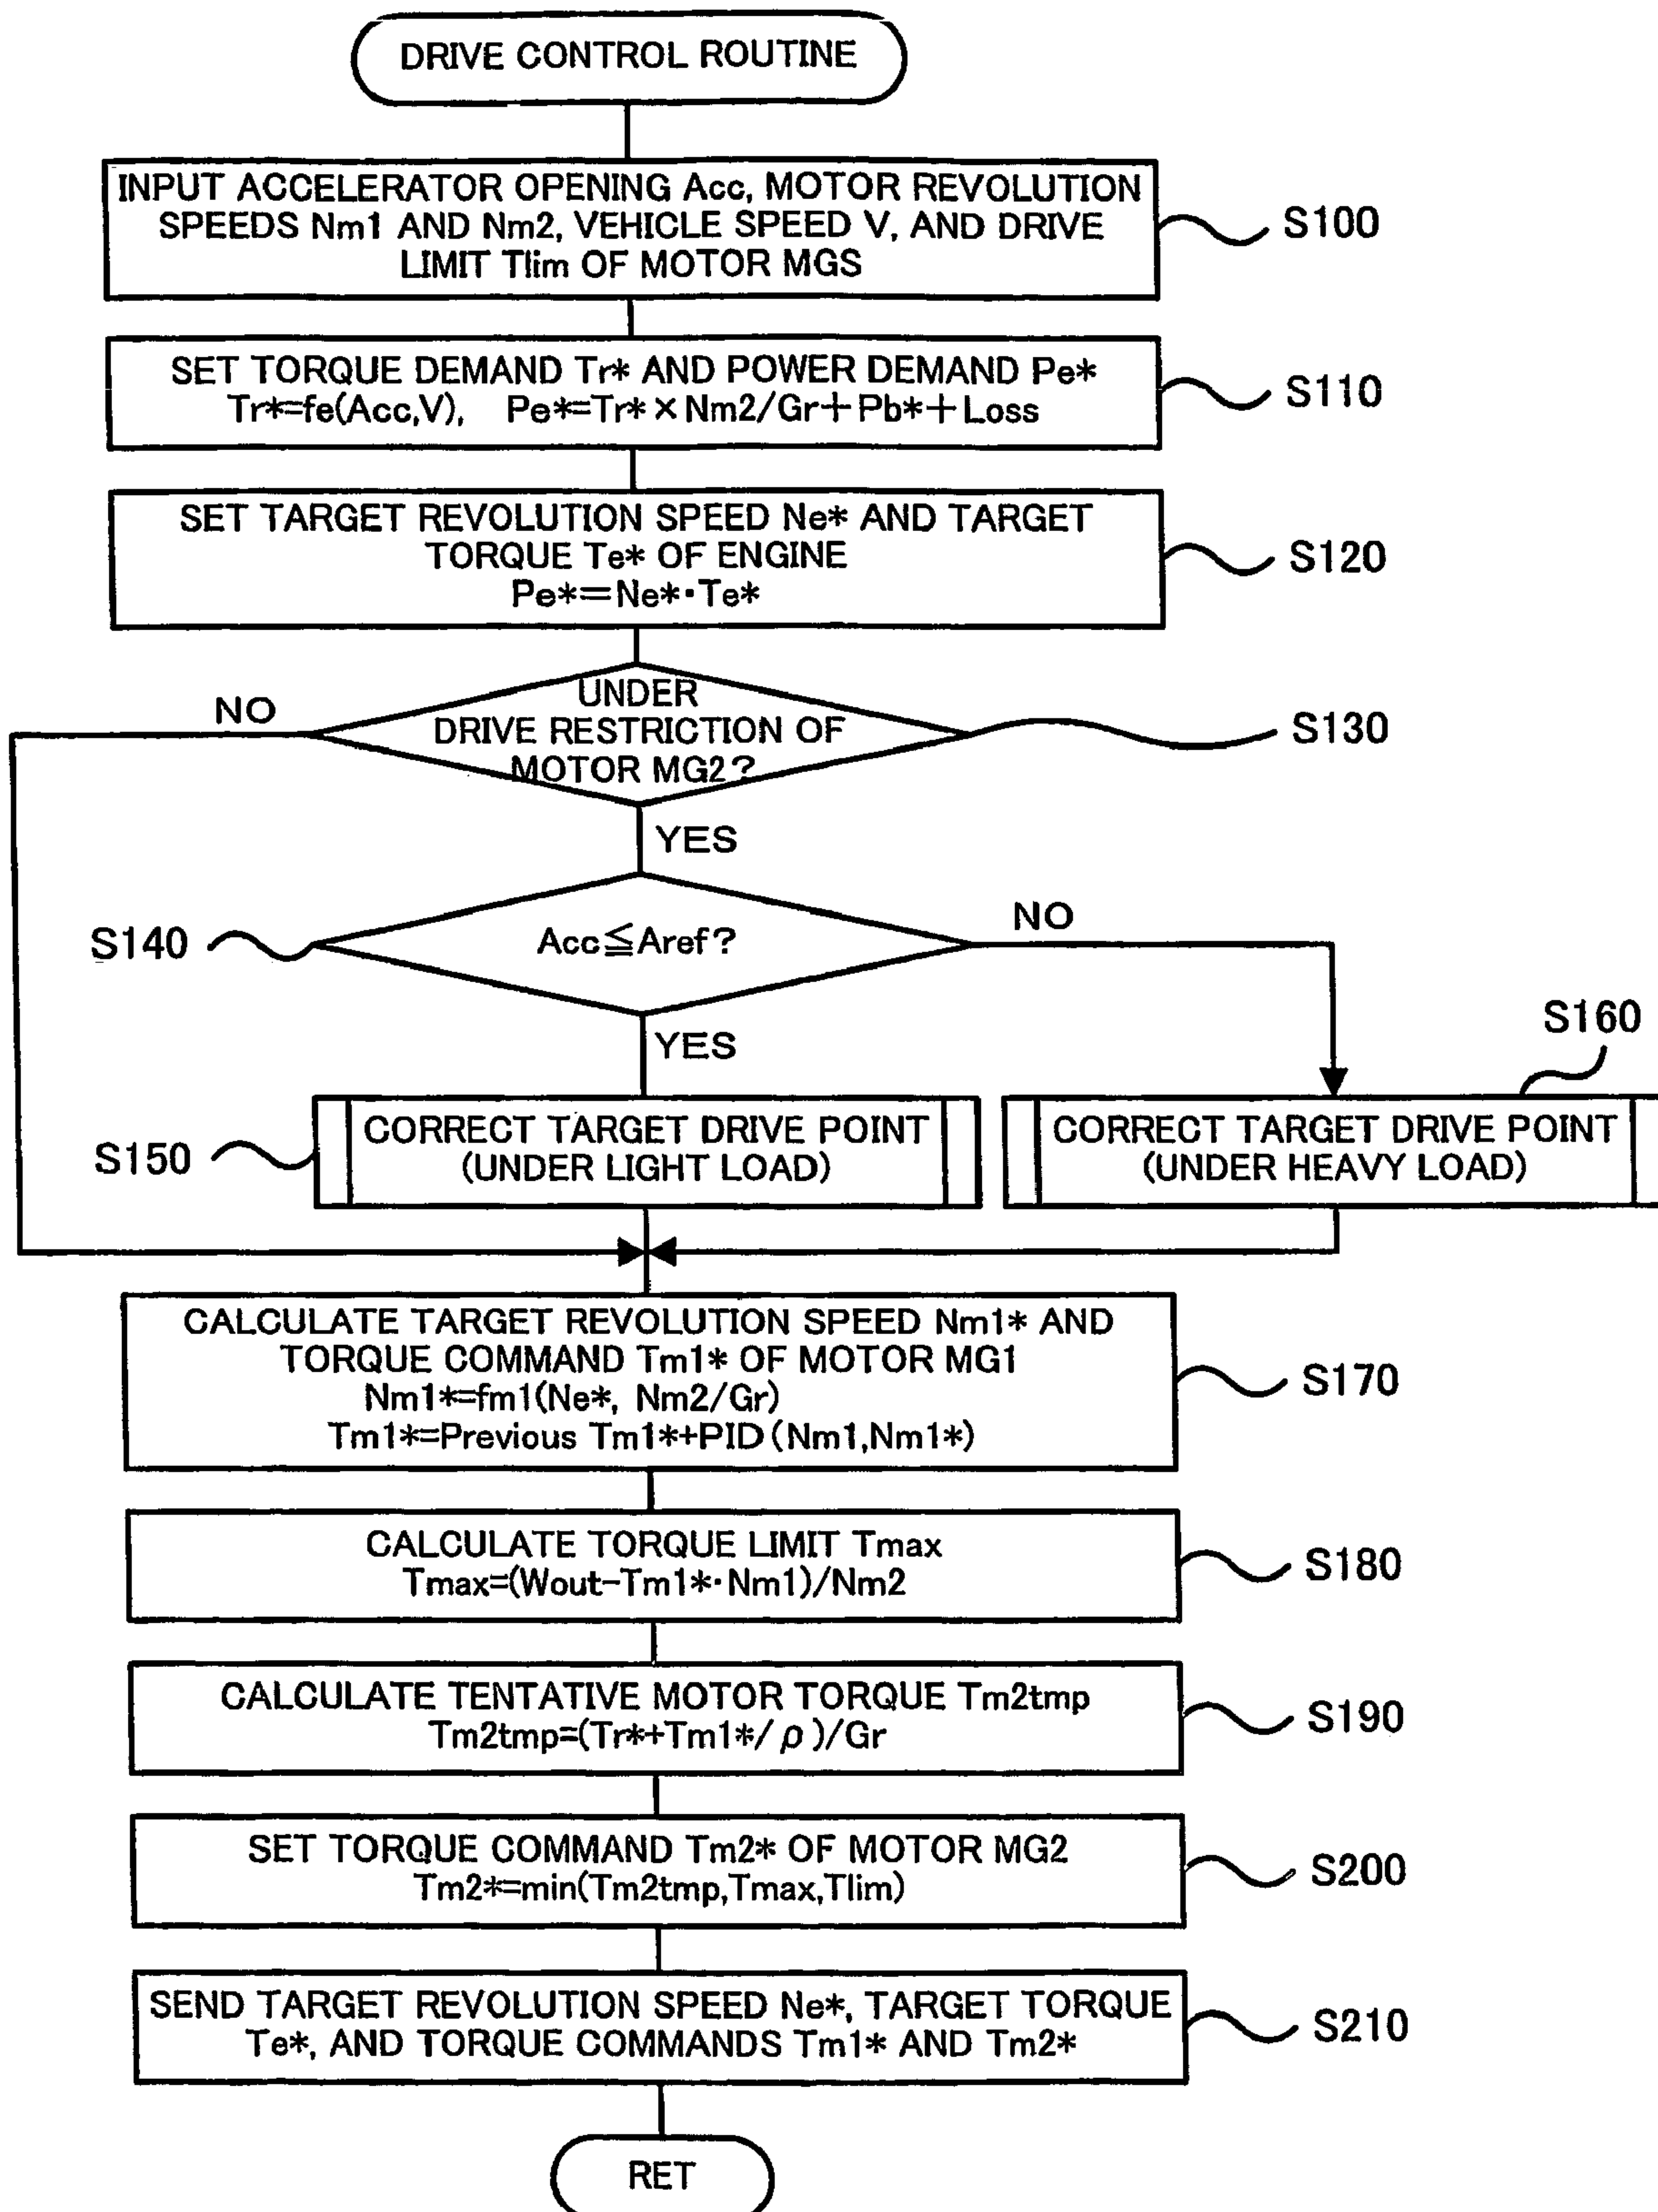 DRIVE CONTROL ROUTINE
INPUT ACCELERATOR OPENING Acc, MOTOR REVOLUTION
SPEEDS Nm1 AND Nm2, VEHICLE SPEED V, AND DRIVE
LIMIT Tlim OF MOTOR MGS
S100
SET TORQUE DEMAND Tr* AND POWER DEMAND Pe*
Tr*=fe(Acc,V), Pe*=Tr*×Nm2/Gr+Pb*+Loss
S110
SET TARGET REVOLUTION SPEED Ne* AND TARGET
TORQUE Te* OF ENGINE
Pe*=Ne*·Te*
S120
UNDER
DRIVE RESTRICTION OF
MOTOR MG2?
NO
S130
YES
S140
Acc≦Aref?
NO
YES
S160
S150
CORRECT TARGET DRIVE POINT
(UNDER LIGHT LOAD)
CORRECT TARGET DRIVE POINT
(UNDER HEAVY LOAD)
CALCULATE TARGET REVOLUTION SPEED Nm1* AND
TORQUE COMMAND Tm1* OF MOTOR MG1
Nm1*=fm1(Ne*, Nm2/Gr)
Tm1*=Previous Tm1*+PID(Nm1,Nm1*)
S170
CALCULATE TORQUE LIMIT Tmax
Tmax=(Wout-Tm1*·Nm1)/Nm2
S180
CALCULATE TENTATIVE MOTOR TORQUE Tm2tmp
Tm2tmp=(Tr*+Tm1*/ρ)/Gr
S190
SET TORQUE COMMAND Tm2* OF MOTOR MG2
Tm2*=min(Tm2tmp,Tmax,Tlim)
S200
SEND TARGET REVOLUTION SPEED Ne*, TARGET TORQUE
Te*, AND TORQUE COMMANDS Tm1* AND Tm2*
S210
RET